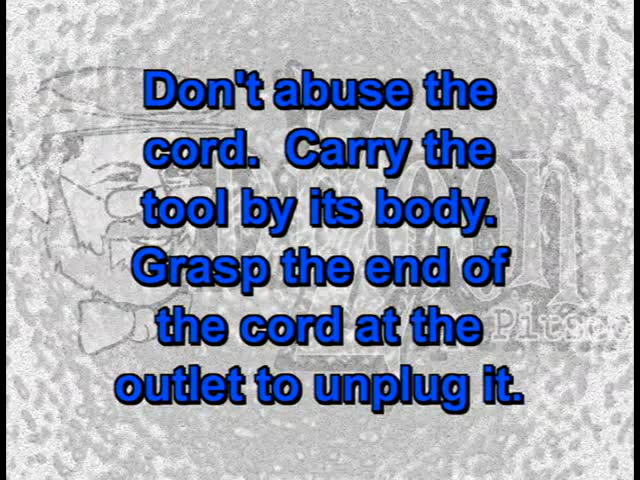 Don't abuse the
cord.  Carry the
tool by its body.
Grasp the end of
the cord at the
outlet to unplug it.